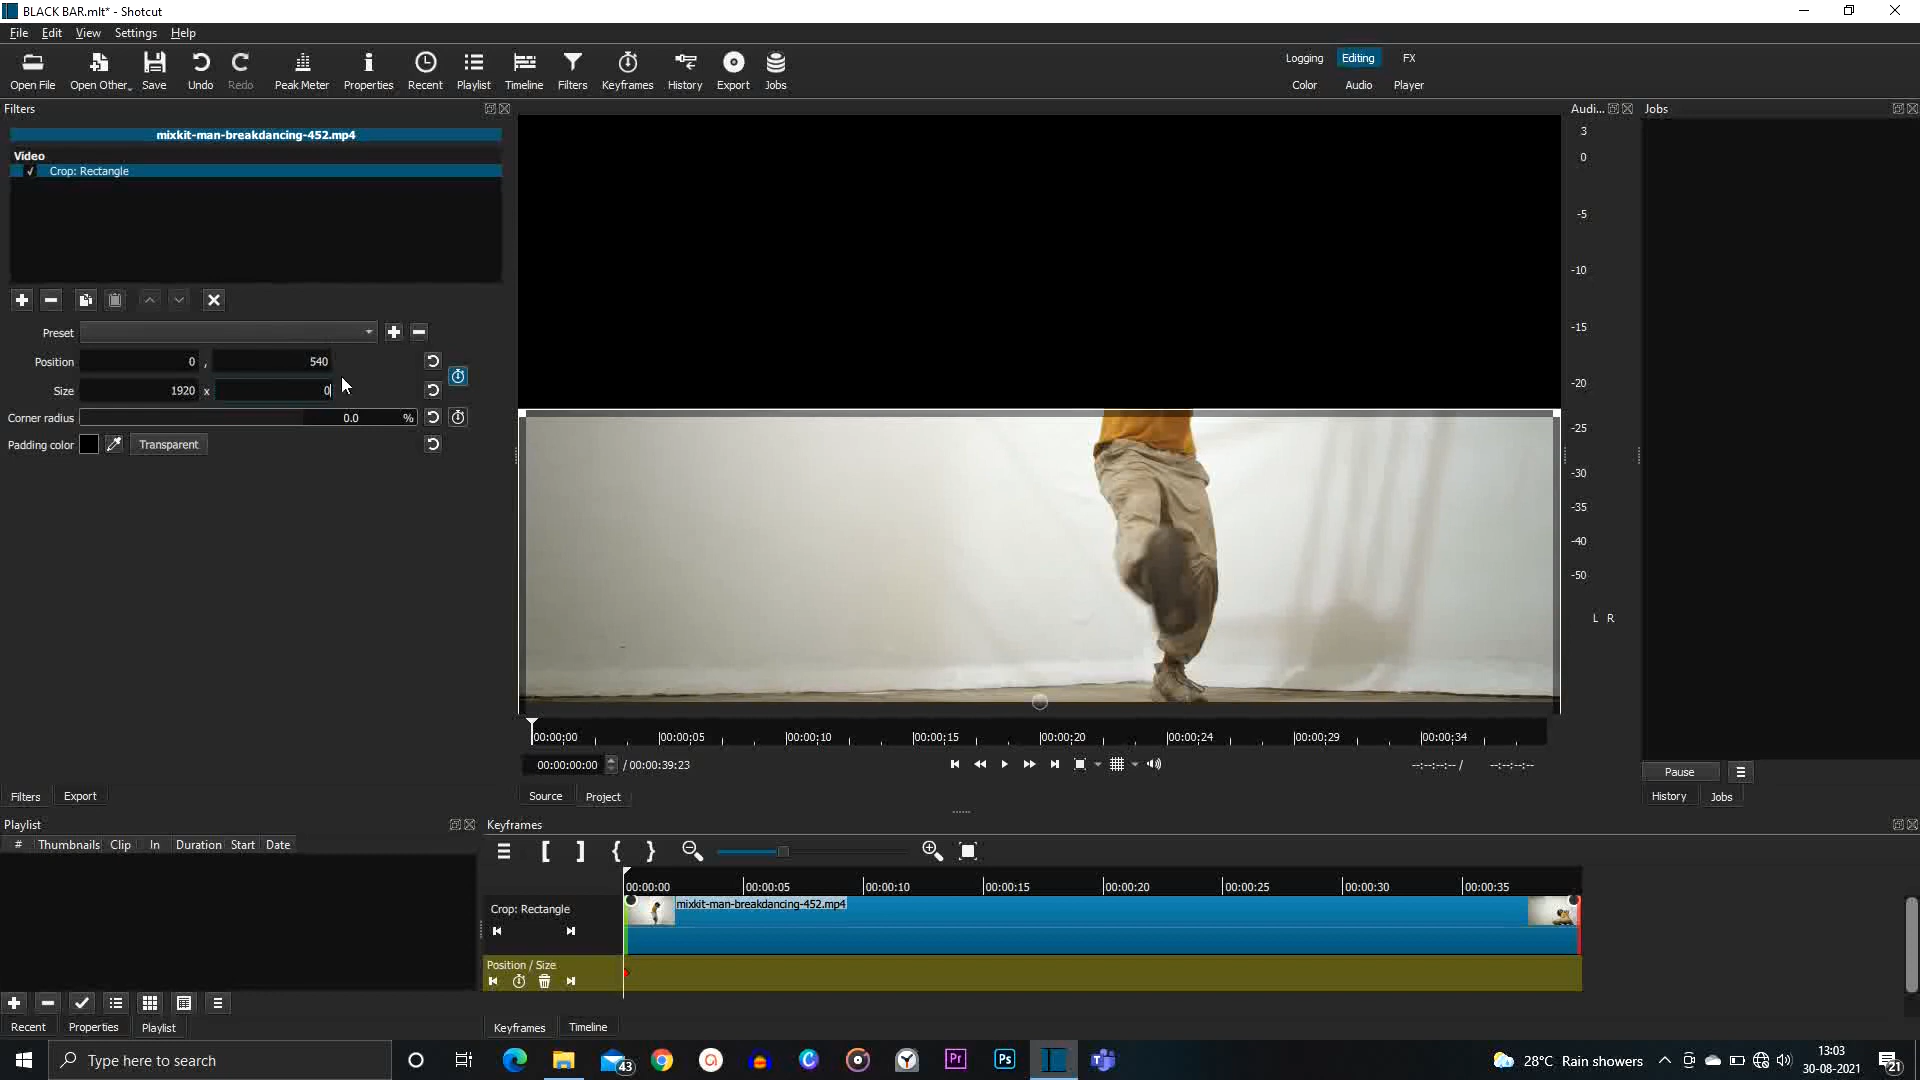 BLACK BAR.mlt* - Shotcut
File Edit View Settings Help
Open File Open Other.. Save Undo Redo Peak Meter Properties Recent Playlist Timeline Filters Keyframes History Export Jobs
Logging Editing FX
Color Audio Player
Filters
mixkit-man-breakdancing-452.mp4
Video
✓ Crop: Rectangle
Preset
Position 0 , 540
Size 1920 x 0
Corner radius 0.0 %
Padding color Transparent
Audi...
3
0
-5
-10
-15
-20
-25
-30
-35
-40
-50
L R
Jobs
00:00:00 00:00:05 00:00:10 00:00:15 00:00:20 00:00:24 00:00:29 00:00:34
00:00:00:00 / 00:00:39:23
--:--:--:-- / --:--:--:--
Source Project
Pause
History Jobs
Filters Export
Playlist
# Thumbnails Clip In Duration Start Date
Recent Properties Playlist
Keyframes
00:00:00 00:00:05 00:00:10 00:00:15 00:00:20 00:00:25 00:00:30 00:00:35
Crop: Rectangle
mixkit-man-breakdancing-452.mp4
Position / Size
Keyframes Timeline
Type here to search
43
Pr
Ps
28°C Rain showers
13:03
30-08-2021
21